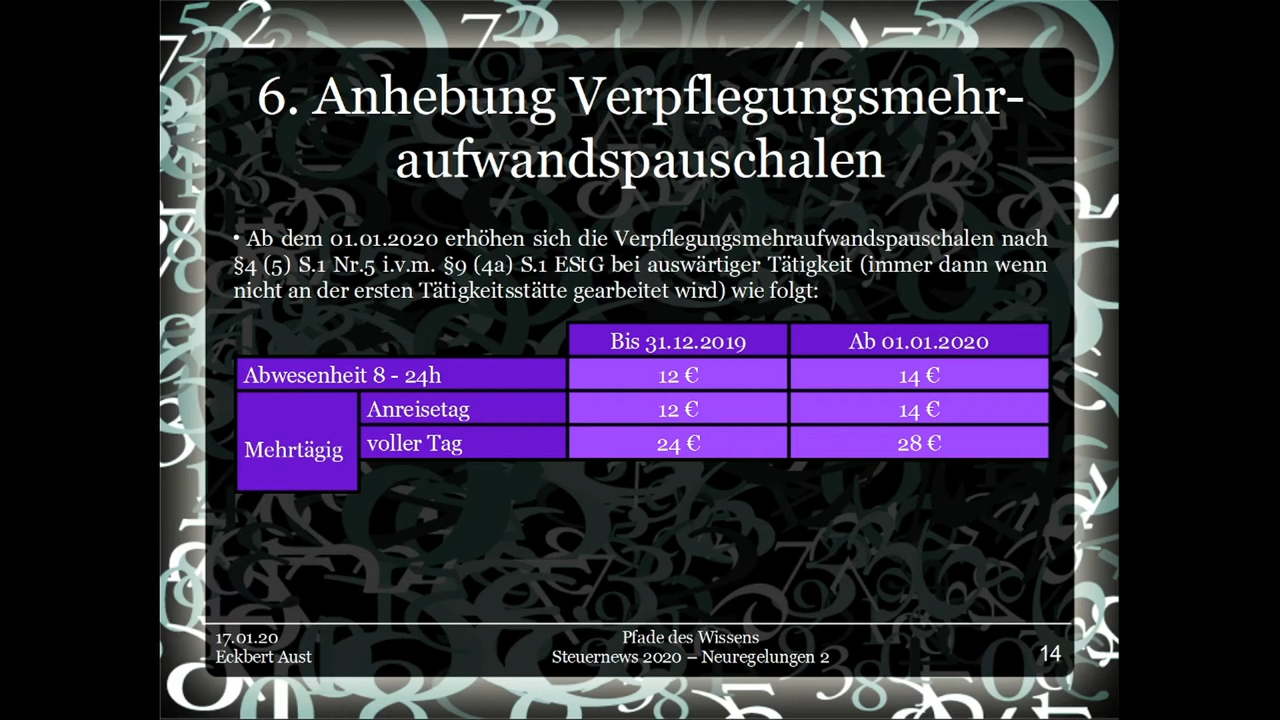 6. Anhebung Verpflegungsmehr-
aufwandspauschalen
• Ab dem 01.01.2020 erhöhen sich die Verpflegungsmehraufwandspauschalen nach
§4 (5) S.1 Nr.5 i.v.m. §9 (4a) S.1 EStG bei auswärtiger Tätigkeit (immer dann wenn
nicht an der ersten Tätigkeitsstätte gearbeitet wird) wie folgt:
Bis 31.12.2019 Ab 01.01.2020
Abwesenheit 8 - 24h 12 € 14 €
Mehrtägig Anreisetag 12 € 14 €
voller Tag 24 € 28 €
17.01.20
Eckbert Aust
Pfade des Wissens
Steuernews 2020 – Neuregelungen 2
14